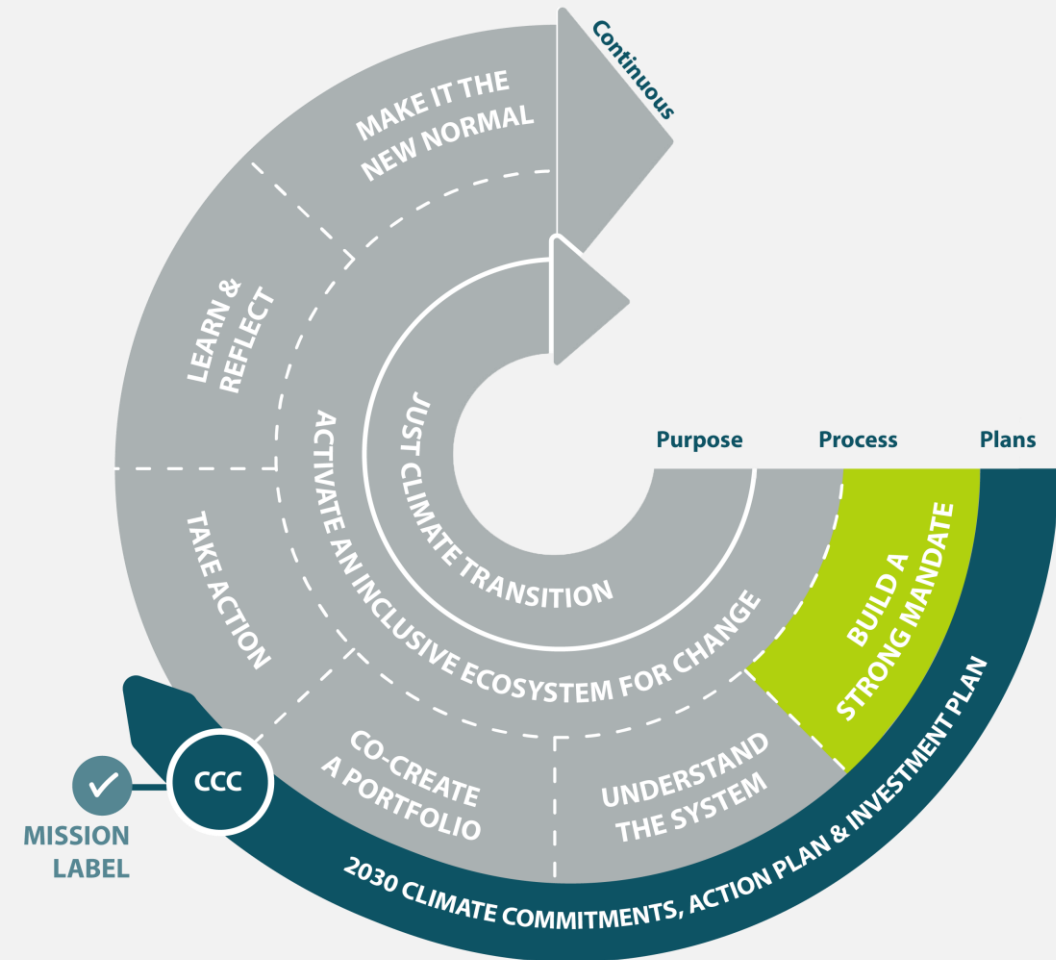 Continuous
MAKE IT THE
NEW NORMAL
LEARN &
REFLECT
JUST CLIMATE TRANSITION
ACTIVATE AN INCLUSIVE ECOSYSTEM FOR CHANGE
Purpose
Process
Plans
BUILD A
STRONG MANDATE
TAKE ACTION
UNDERSTAND
THE SYSTEM
CO-CREATE
A PORTFOLIO
CCC
MISSION
LABEL
2030 CLIMATE COMMITMENTS, ACTION PLAN & INVESTMENT PLAN